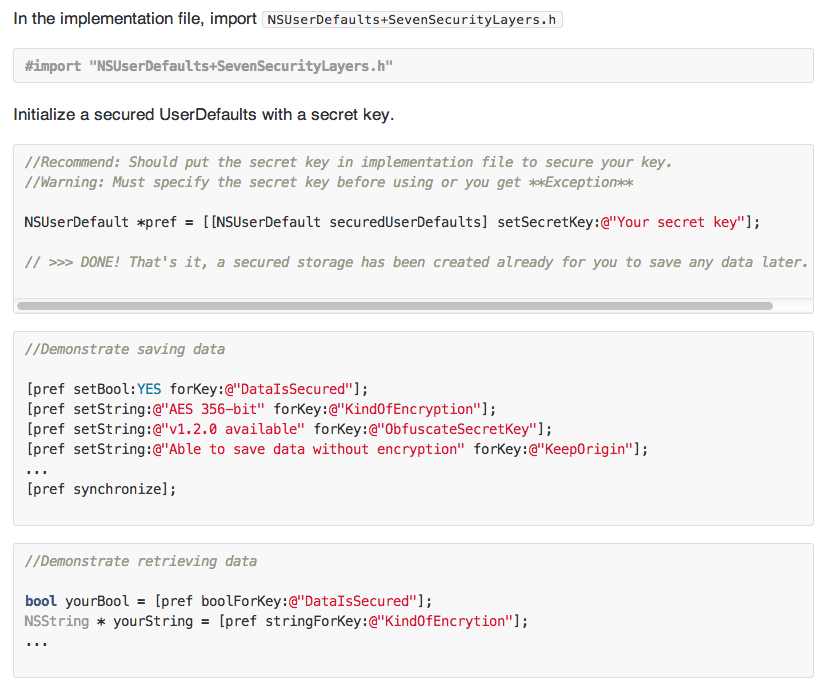 In the implementation file, import NSUserDefaults+SevenSecurityLayers.h
#import "NSUserDefaults+SevenSecurityLayers.h"
Initialize a secured UserDefaults with a secret key.
//Recommend: Should put the secret key in implementation file to secure your key.
//Warning: Must specify the secret key before using or you get **Exception**
NSUserDefault *pref = [[NSUserDefault securedUserDefaults] setSecretKey:@"Your secret key"];
// >>> DONE! That's it, a secured storage has been created already for you to save any data later.
//Demonstrate saving data
[pref setBool:YES forKey:@"DataIsSecured"];
[pref setString:@"AES 356-bit" forKey:@"KindOfEncryption"];
[pref setString:@"v1.2.0 available" forKey:@"ObfuscateSecretKey"];
[pref setString:@"Able to save data without encryption" forKey:@"KeepOrigin"];
...
[pref synchronize];
//Demonstrate retrieving data
bool yourBool = [pref boolForKey:@"DataIsSecured"];
NSString * yourString = [pref stringForKey:@"KindOfEncrytion"];
...